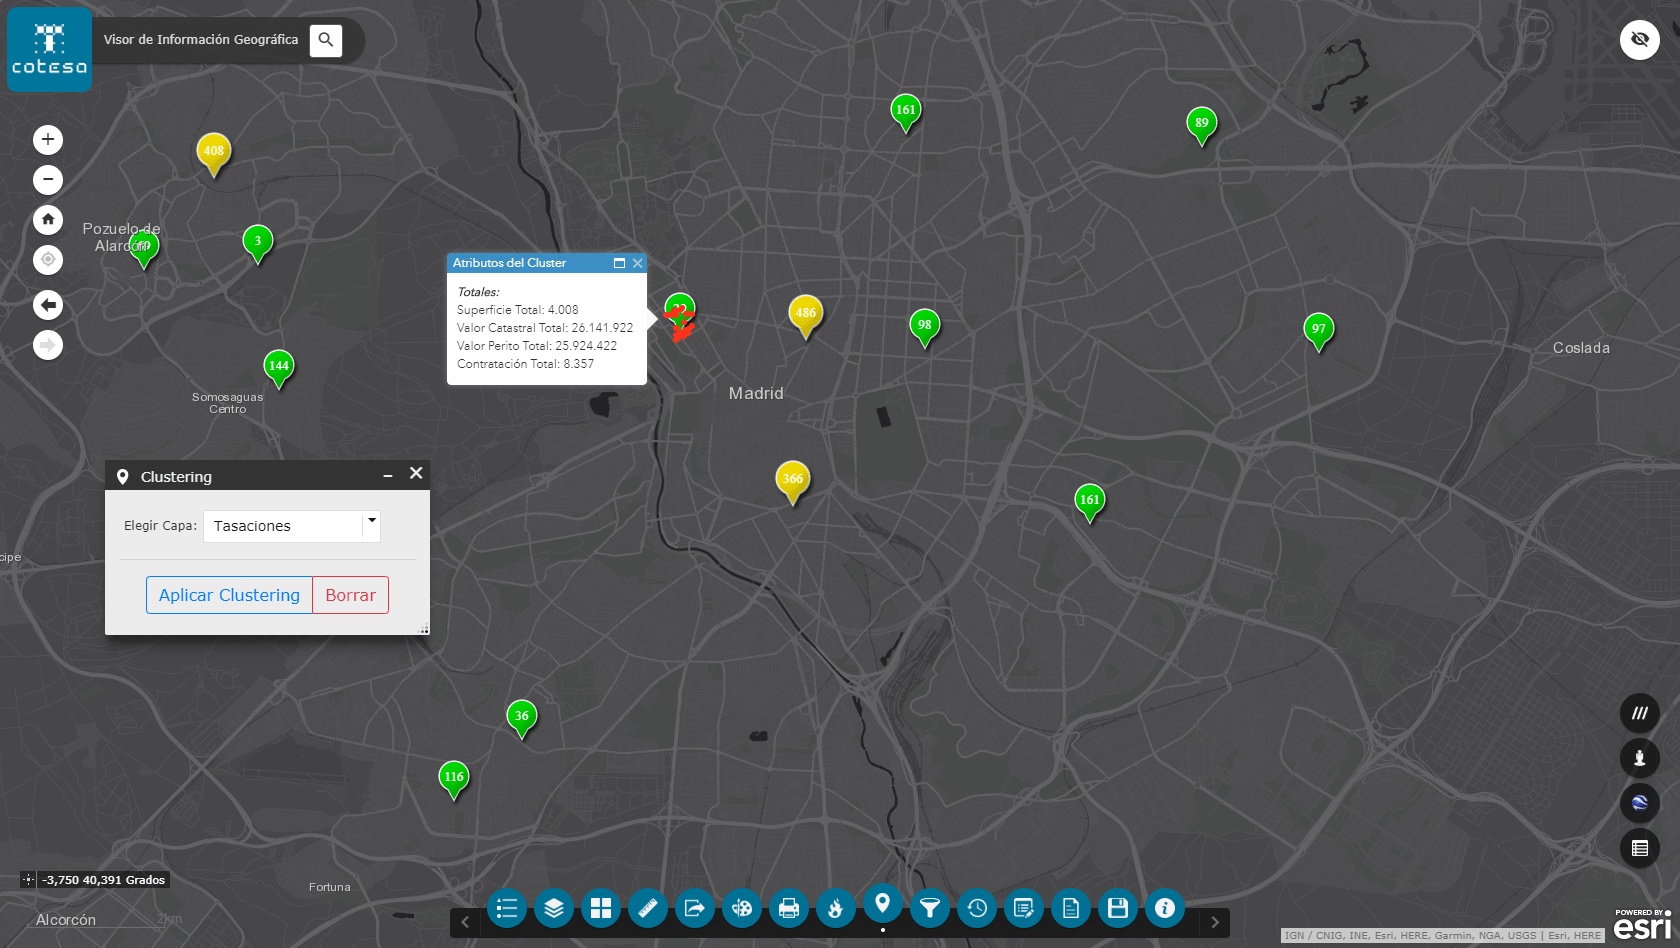 cotesa
Visor de Información Geográfica
161
89
408
Pozuelo de
Alarcón
3
Atributos del Cluster
Totales:
Superficie Total: 4.008
Valor Catastral Total: 26.141.922
Valor Perito Total: 25.924.422
Contratación Total: 8.357
486
98
97
Coslada
144
Somosaguas
Centro
Madrid
Clustering
366
161
Elegir Capa:
Tasaciones
cipe
Aplicar Clustering
Borrar
36
116
-3,750 40,391 Grados
Fortuna
Alcorcón
2km
POWERED BY
esri
IGN / CNIG, INE, Esri, HERE, Garmin, NGA, USGS | Esri, HERE